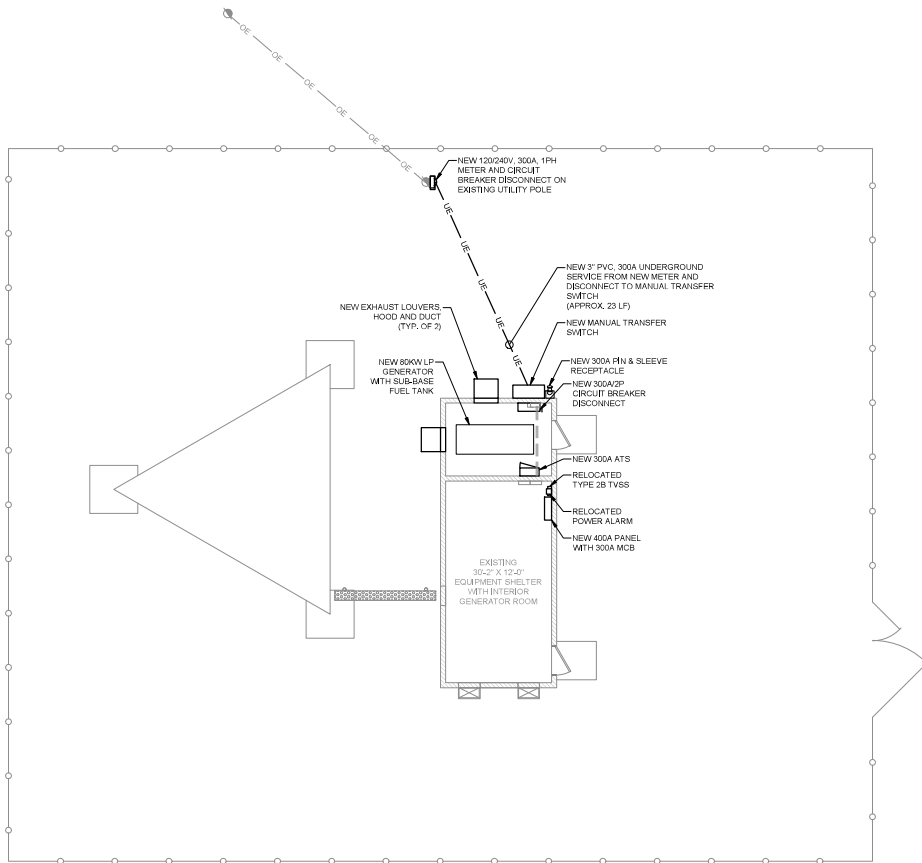 OE
OE
OE
OE
NEW 120/240V, 300A, 1PH
METER AND CIRCUIT
BREAKER DISCONNECT ON
EXISTING UTILITY POLE
UE
UE
UE
UE
NEW 3" PVC, 300A UNDERGROUND
SERVICE FROM NEW METER AND
DISCONNECT TO MANUAL TRANSFER
SWITCH
(APPROX. 23 LF)
NEW EXHAUST LOUVERS,
HOOD AND DUCT
(TYP. OF 2)
NEW MANUAL TRANSFER
SWITCH
NEW 80KW LP
GENERATOR
WITH SUB-BASE
FUEL TANK
NEW 300A PIN & SLEEVE
RECEPTACLE
NEW 300A/2P
CIRCUIT BREAKER
DISCONNECT
NEW 300A ATS
RELOCATED
TYPE 2B TVSS
RELOCATED
POWER ALARM
NEW 400A PANEL
WITH 300A MCB
EXISTING
30'-2" X 12'-0"
EQUIPMENT SHELTER
WITH INTERIOR
GENERATOR ROOM